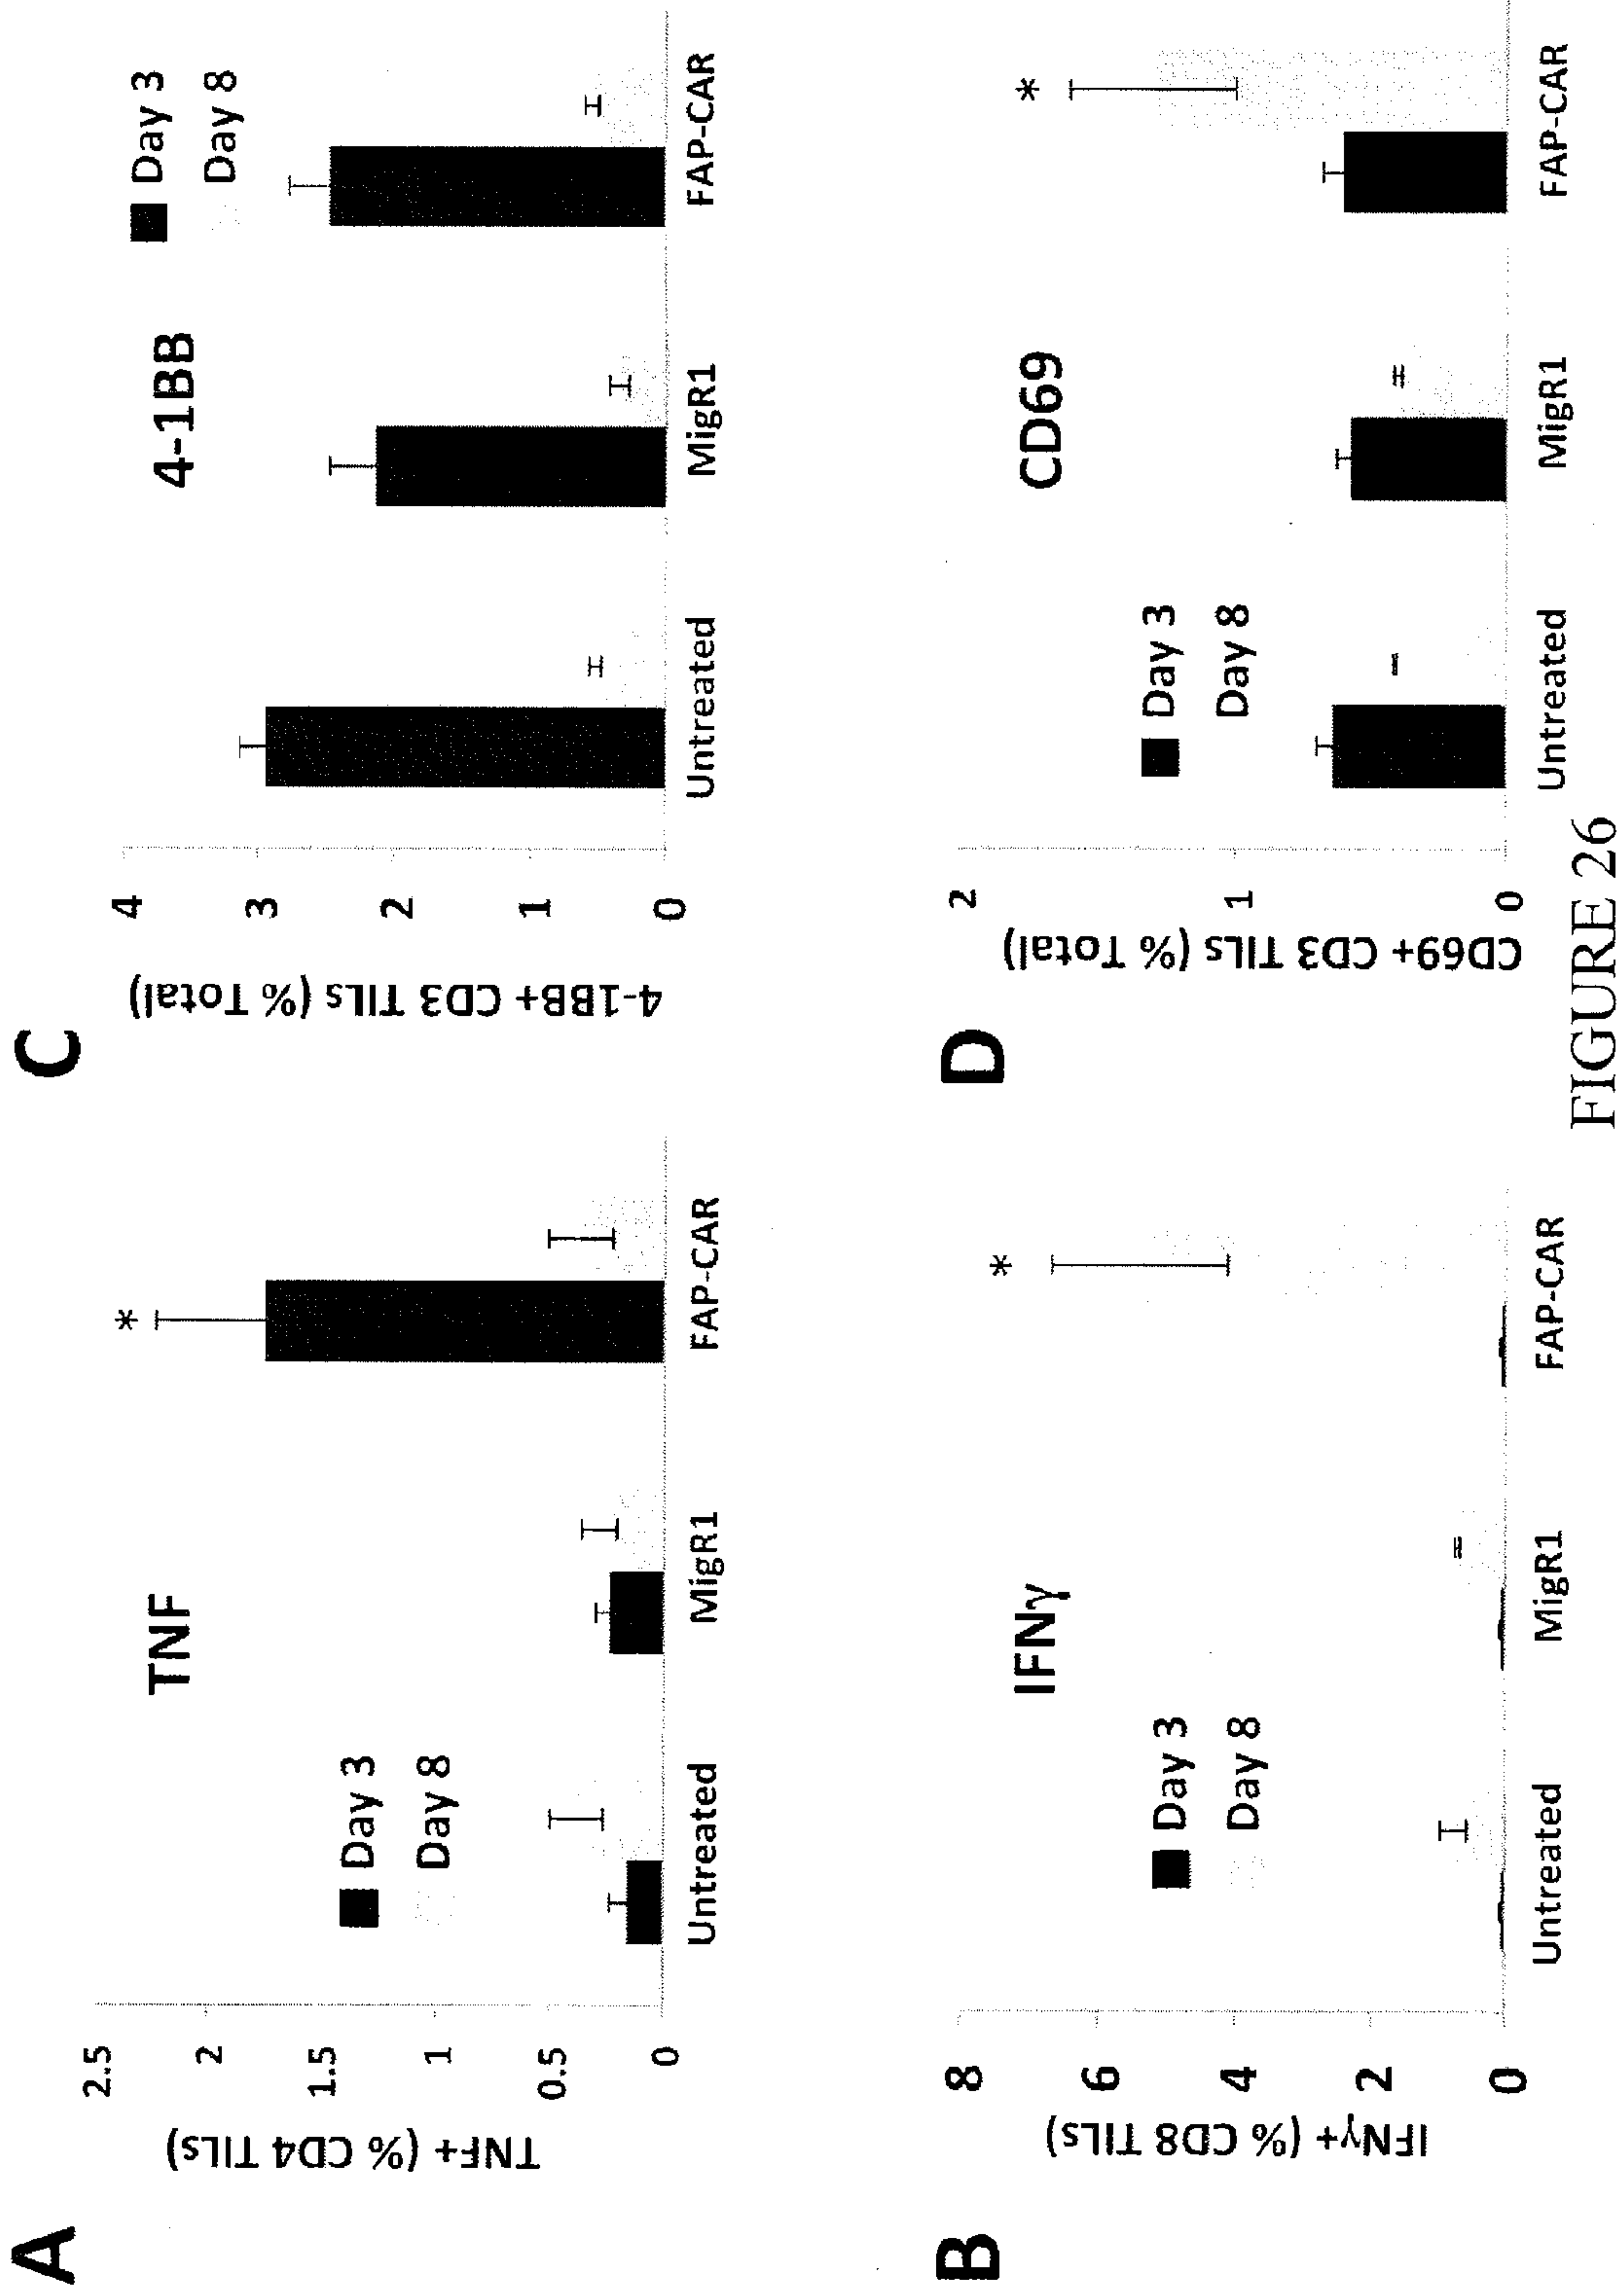 A
TNF
TNF+ (% CD4 TILs)
2.5
2
1.5
1
0.5
0
Day 3
Day 8
Untreated
MigR1
FAP-CAR
*
B
IFNγ
IFNγ+ (% CD8 TILs)
8
6
4
2
0
Day 3
Day 8
Untreated
MigR1
FAP-CAR
*
C
4-1BB
4-1BB+ CD3 TILs (% Total)
4
3
2
1
0
Day 3
Day 8
Untreated
MigR1
FAP-CAR
D
CD69
CD69+ CD3 TILs (% Total)
2
1
0
Day 3
Day 8
Untreated
MigR1
FAP-CAR
*
FIGURE 26